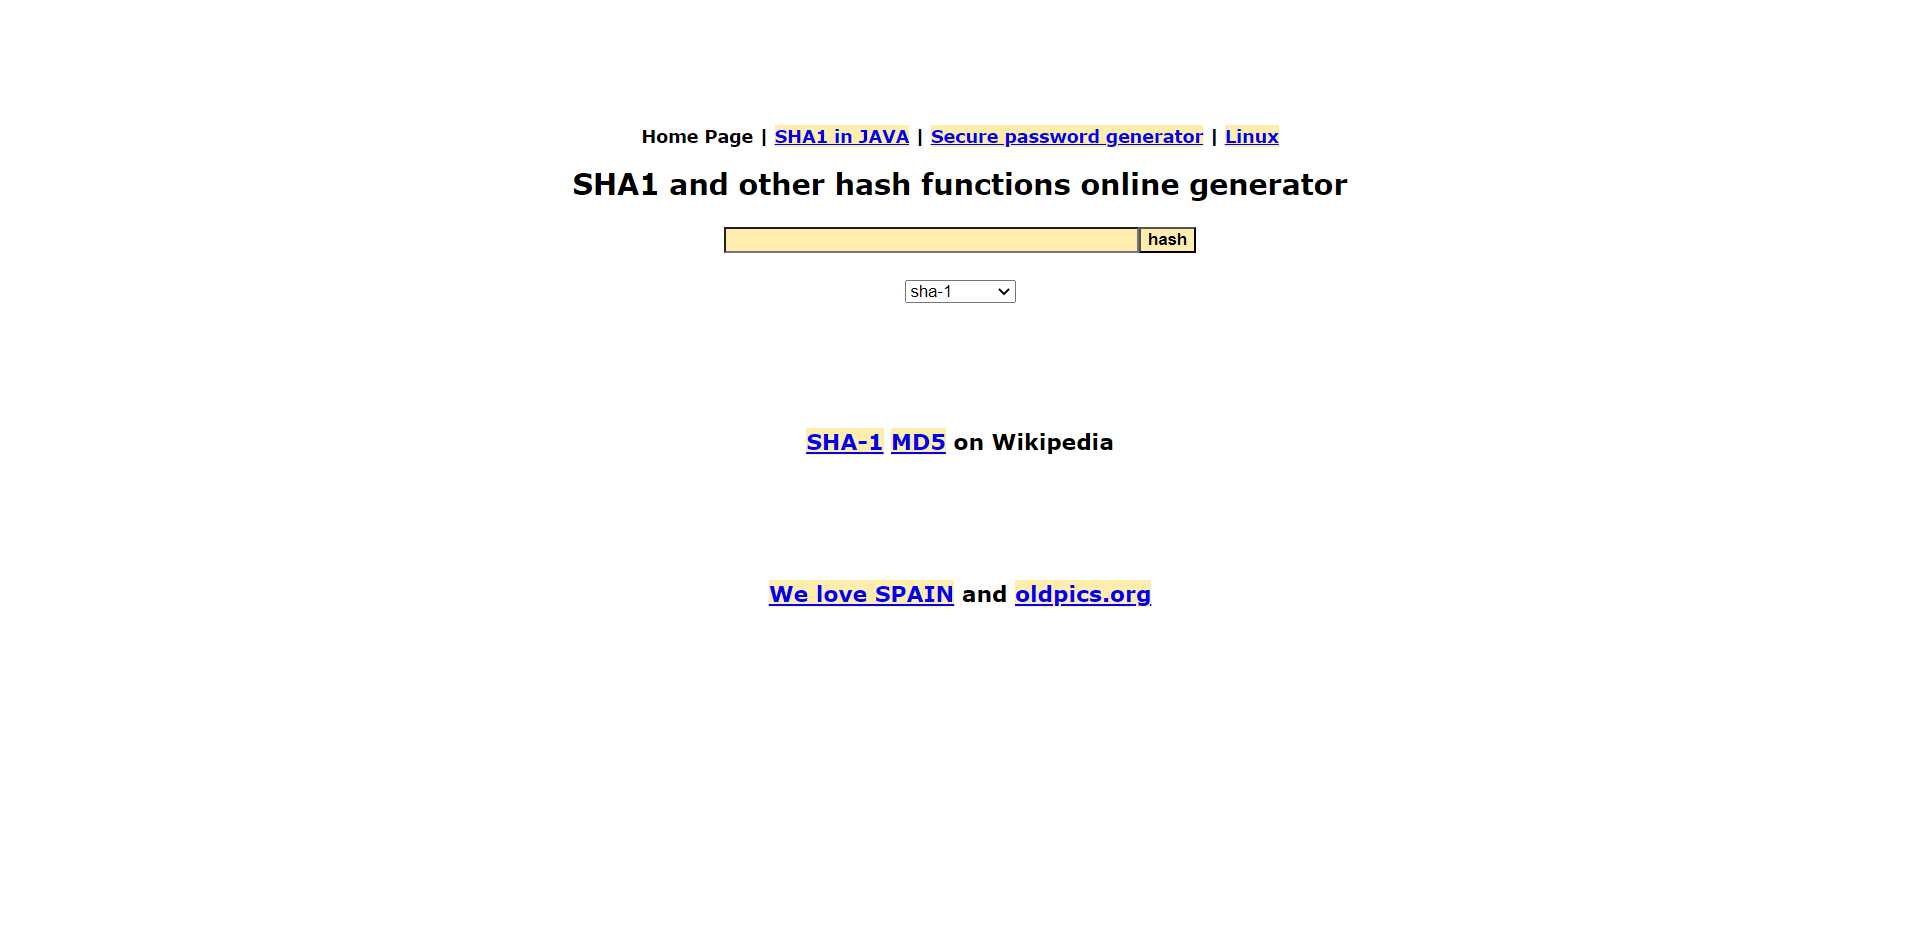 Home Page | SHA1 in JAVA | Secure password generator | Linux
SHA1 and other hash functions online generator
hash
sha-1
SHA-1 MD5 on Wikipedia
We love SPAIN and oldpics.org